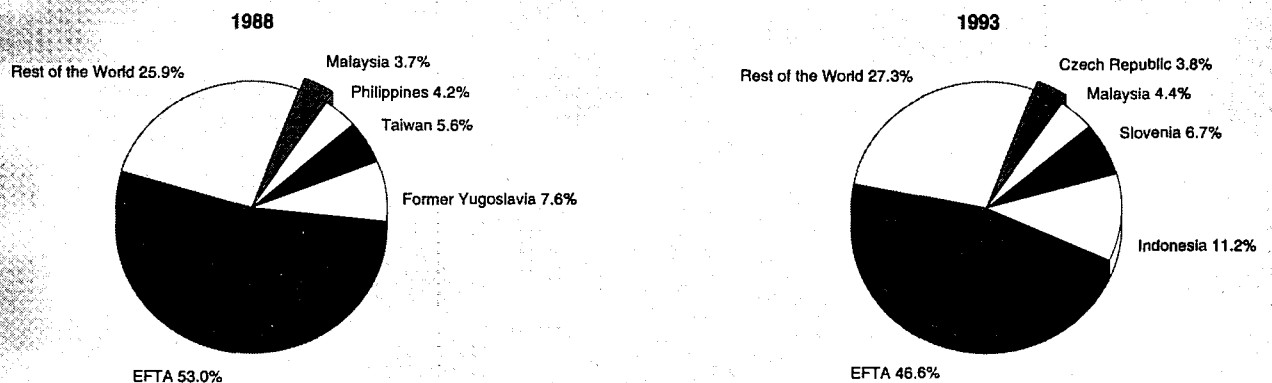 1988
Malaysia 3.7%
Rest of the World 25.9%
Philippines 4.2%
Taiwan 5.6%
Former Yugoslavia 7.6%
EFTA 53.0%
1993
Czech Republic 3.8%
Rest of the World 27.3%
Malaysia 4.4%
Slovenia 6.7%
Indonesia 11.2%
EFTA 46.6%